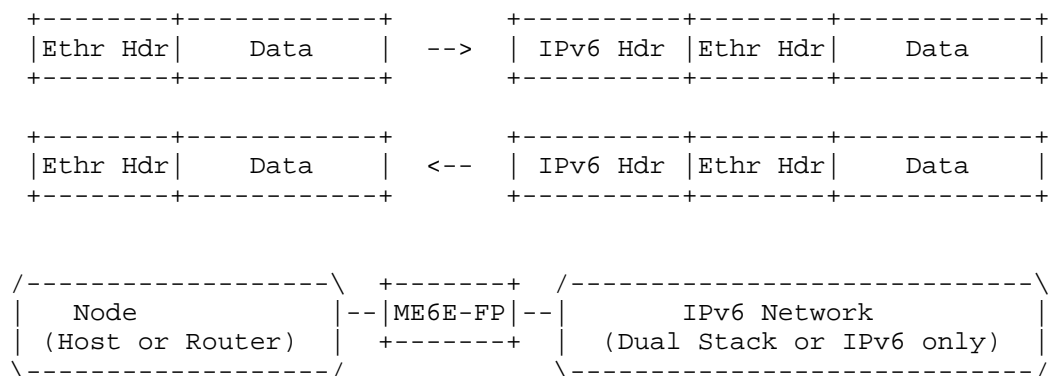 +--------+------------+       +----------+--------+------------+
|Ethr Hdr|    Data    |  -->  | IPv6 Hdr |Ethr Hdr|    Data    |
+--------+------------+       +----------+--------+------------+
+--------+------------+       +----------+--------+------------+
|Ethr Hdr|    Data    |  <--  | IPv6 Hdr |Ethr Hdr|    Data    |
+--------+------------+       +----------+--------+------------+
/-------------------\  +-------+  /-----------------------------\
|   Node            |--|ME6E-FP|--|       IPv6 Network          |
| (Host or Router)  |  +-------+  |  (Dual Stack or IPv6 only)  |
\-------------------/             \-----------------------------/